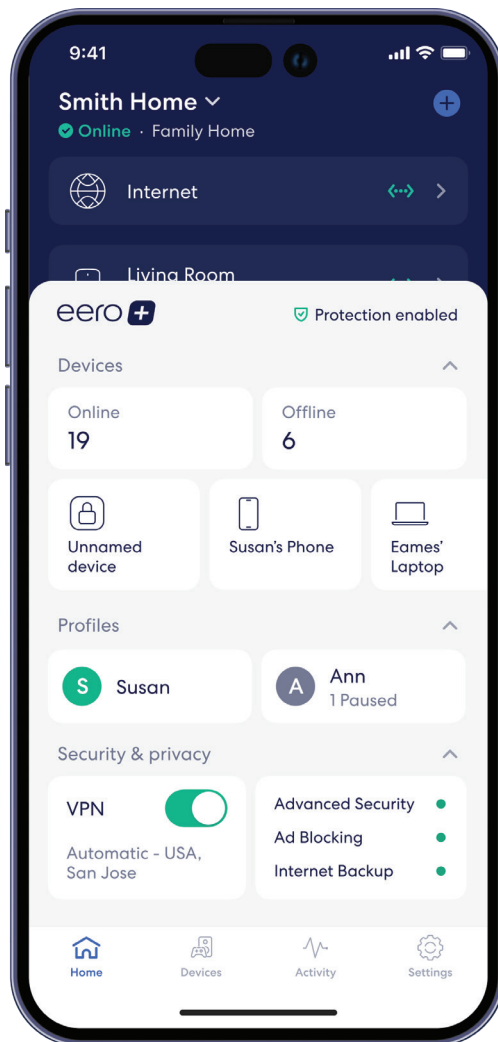 9:41
Smith Home
Online · Family Home
Internet
Living Room
eero +
Protection enabled
Devices
Online
19
Offline
6
Unnamed
device
Susan's Phone
Eames'
Laptop
Profiles
S
Susan
A
Ann
1 Paused
Security & privacy
VPN
Automatic - USA,
San Jose
Advanced Security
Ad Blocking
Internet Backup
Home
Devices
Activity
Settings